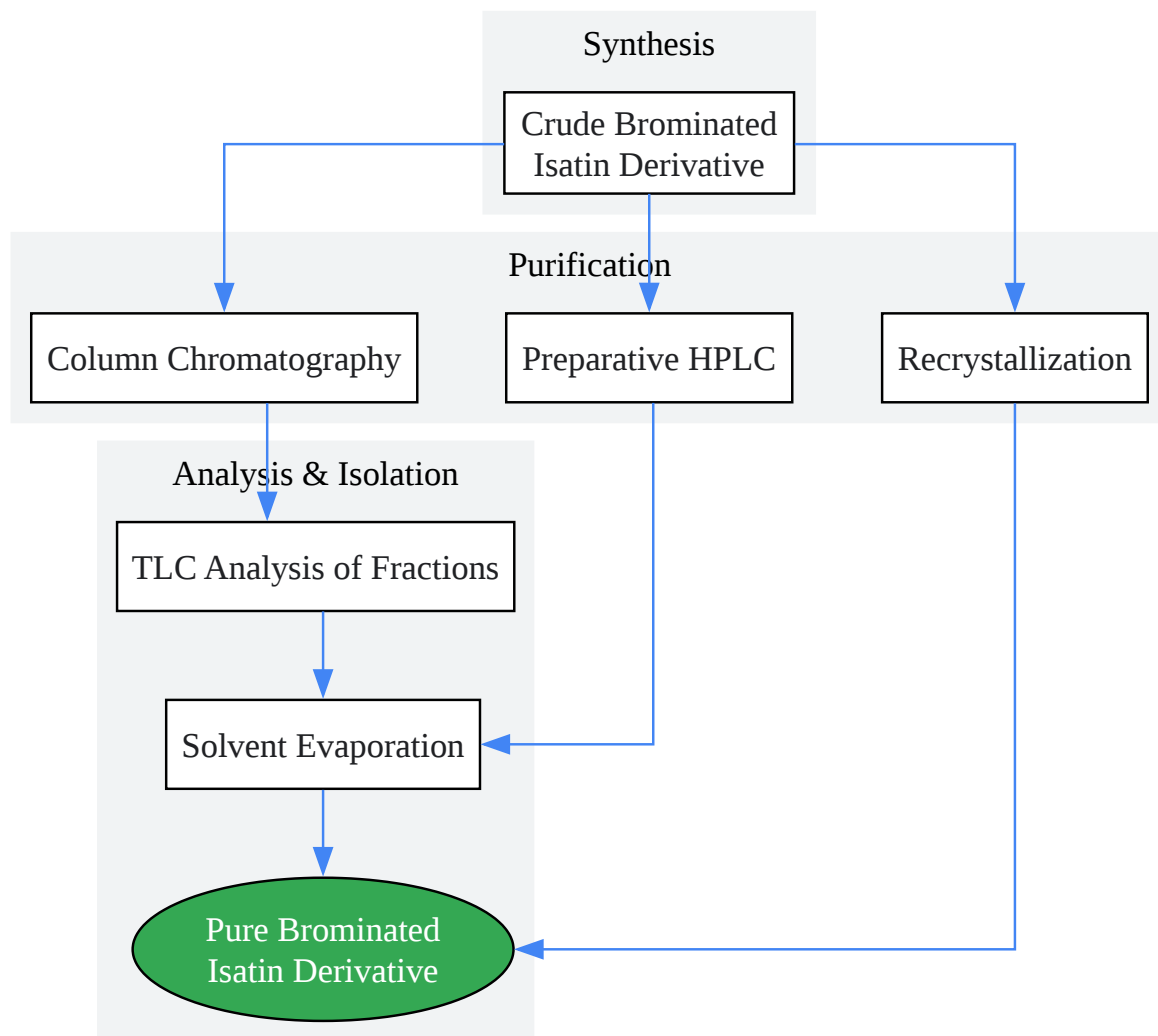 Synthesis
Crude Brominated
Isatin Derivative
Purification
Column Chromatography
Preparative HPLC
Recrystallization
Analysis & Isolation
TLC Analysis of Fractions
Solvent Evaporation
Pure Brominated
Isatin Derivative